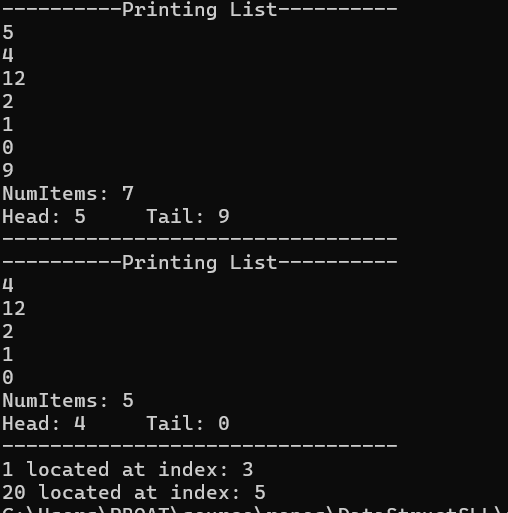 ----------Printing List----------
5
4
12
2
1
0
9
NumItems: 7
Head: 5     Tail: 9
---------------------------------
----------Printing List----------
4
12
2
1
0
NumItems: 5
Head: 4     Tail: 0
---------------------------------
1 located at index: 3
20 located at index: 5